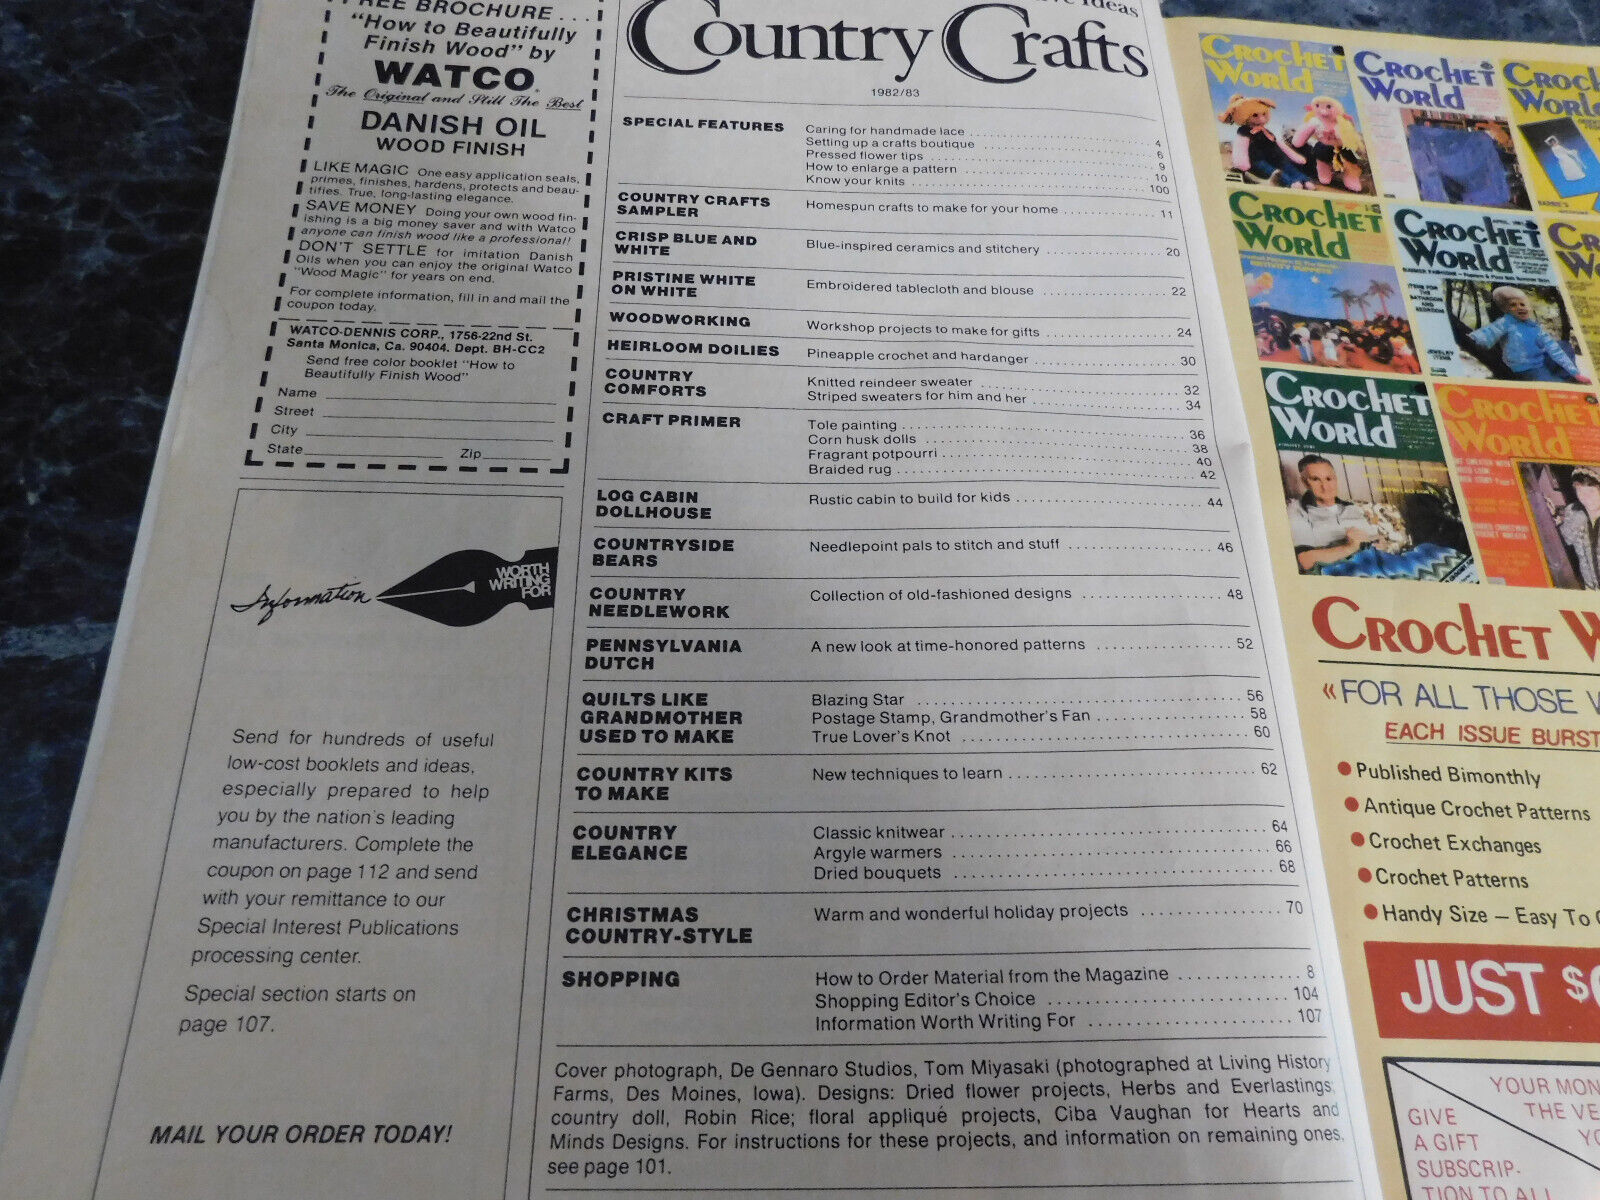 FREE BROCHURE . . .
"How to Beautifully
Finish Wood" by
WATCO
The Original and Still The Best
DANISH OIL
WOOD FINISH
LIKE MAGIC One easy application seals,
primes, finishes, hardens, protects and beau-
tifies. True, long-lasting elegance.
SAVE MONEY Doing your own wood fin-
ishing is a big money saver and with Watco
anyone can finish wood like a professional!
DON'T SETTLE for imitation Danish
Oils when you can enjoy the original Watco
"Wood Magic" for years on end.
For complete information, fill in and mail the
coupon today.
WATCO-DENNIS CORP., 1756-22nd St.
Santa Monica, Ca. 90404. Dept. BH-CC2
Send free color booklet "How to
Beautifully Finish Wood"
Name
Street
City
State Zip
Information WORTH
WRITING
FOR
Send for hundreds of useful
low-cost booklets and ideas,
especially prepared to help
you by the nation's leading
manufacturers. Complete the
coupon on page 112 and send
with your remittance to our
Special Interest Publications
processing center.
Special section starts on
page 107.
MAIL YOUR ORDER TODAY!
Ideas
Country Crafts
1982/83
SPECIAL FEATURES Caring for handmade lace 4
Setting up a crafts boutique 6
Pressed flower tips 9
How to enlarge a pattern 10
Know your knits 100
COUNTRY CRAFTS
SAMPLER Homespun crafts to make for your home 11
CRISP BLUE AND
WHITE Blue-inspired ceramics and stitchery 20
PRISTINE WHITE
ON WHITE Embroidered tablecloth and blouse 22
WOODWORKING Workshop projects to make for gifts 24
HEIRLOOM DOILIES Pineapple crochet and hardanger 30
COUNTRY
COMFORTS Knitted reindeer sweater 32
Striped sweaters for him and her 34
CRAFT PRIMER Tole painting 36
Corn husk dolls 38
Fragrant potpourri 40
Braided rug 42
LOG CABIN
DOLLHOUSE Rustic cabin to build for kids 44
COUNTRYSIDE
BEARS Needlepoint pals to stitch and stuff 46
COUNTRY
NEEDLEWORK Collection of old-fashioned designs 48
PENNSYLVANIA
DUTCH A new look at time-honored patterns 52
QUILTS LIKE
GRANDMOTHER
USED TO MAKE Blazing Star 56
Postage Stamp, Grandmother's Fan 58
True Lover's Knot 60
COUNTRY KITS
TO MAKE New techniques to learn 62
COUNTRY
ELEGANCE Classic knitwear 64
Argyle warmers 66
Dried bouquets 68
CHRISTMAS
COUNTRY-STYLE Warm and wonderful holiday projects 70
SHOPPING How to Order Material from the Magazine 8
Shopping Editor's Choice 104
Information Worth Writing For 107
Cover photograph, De Gennaro Studios, Tom Miyasaki (photographed at Living History
Farms, Des Moines, Iowa). Designs: Dried flower projects, Herbs and Everlastings;
country doll, Robin Rice; floral appliqué projects, Ciba Vaughan for Hearts and
Minds Designs. For instructions for these projects, and information on remaining ones,
see page 101.
CROCHET
WORLD
CROCHET
WORLD
CROCHET
WORLD
CROCHET
WORLD
CROCHET
WORLD
CROCHET
WORLD
CROCHET
WORLD
CROCHET W
«FOR ALL THOSE
EACH ISSUE BURST
Published Bimonthly
Antique Crochet Patterns
Crochet Exchanges
Crochet Patterns
Handy Size – Easy To
JUST $
YOUR MON
THE VE
GIVE
A GIFT
SUBSCRIP-
TION TO ALL